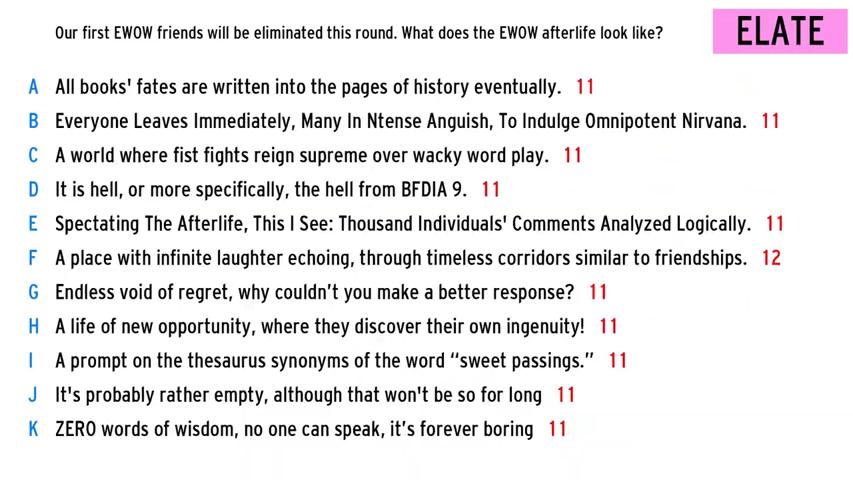 Our first EWOW friends will be eliminated this round. What does the EWOW afterlife look like?
ELATE
A All books' fates are written into the pages of history eventually. 11
B Everyone Leaves Immediately, Many In Ntense Anguish, To Indulge Omnipotent Nirvana. 11
C A world where fist fights reign supreme over wacky word play. 11
D It is hell, or more specifically, the hell from BFDIA 9. 11
E Spectating The Afterlife, This I See: Thousand Individuals' Comments Analyzed Logically. 11
F A place with infinite laughter echoing, through timeless corridors similar to friendships. 12
G Endless void of regret, why couldn't you make a better response? 11
H A life of new opportunity, where they discover their own ingenuity! 11
I A prompt on the thesaurus synonyms of the word “sweet passings.” 11
J It's probably rather empty, although that won't be so for long 11
K ZERO words of wisdom, no one can speak, it’s forever boring 11